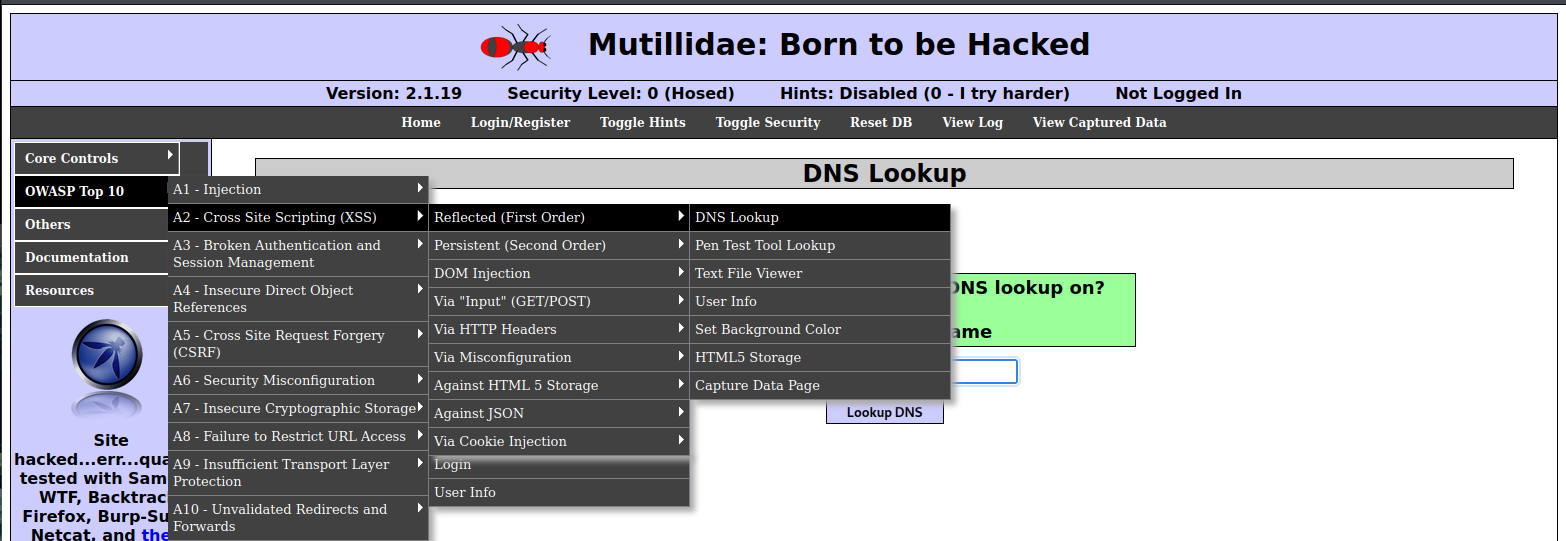 Mutillidae: Born to be Hacked
Version: 2.1.19 Security Level: 0 (Hosed) Hints: Disabled (0 - I try harder) Not Logged In
Home Login/Register Toggle Hints Toggle Security Reset DB View Log View Captured Data
Core Controls
OWASP Top 10
Others
Documentation
Resources
Site
hacked...err...qua
tested with Sam
WTF, Backtrac
Firefox, Burp-Su
Netcat, and the
A1 - Injection
A2 - Cross Site Scripting (XSS)
A3 - Broken Authentication and
Session Management
A4 - Insecure Direct Object
References
A5 - Cross Site Request Forgery
(CSRF)
A6 - Security Misconfiguration
A7 - Insecure Cryptographic Storage
A8 - Failure to Restrict URL Access
A9 - Insufficient Transport Layer
Protection
A10 - Unvalidated Redirects and
Forwards
Reflected (First Order)
Persistent (Second Order)
DOM Injection
Via "Input" (GET/POST)
Via HTTP Headers
Via Misconfiguration
Against HTML 5 Storage
Against JSON
Via Cookie Injection
Login
User Info
DNS Lookup
Pen Test Tool Lookup
Text File Viewer
User Info
Set Background Color
HTML5 Storage
Capture Data Page
DNS Lookup
DNS lookup on?
ame
Lookup DNS